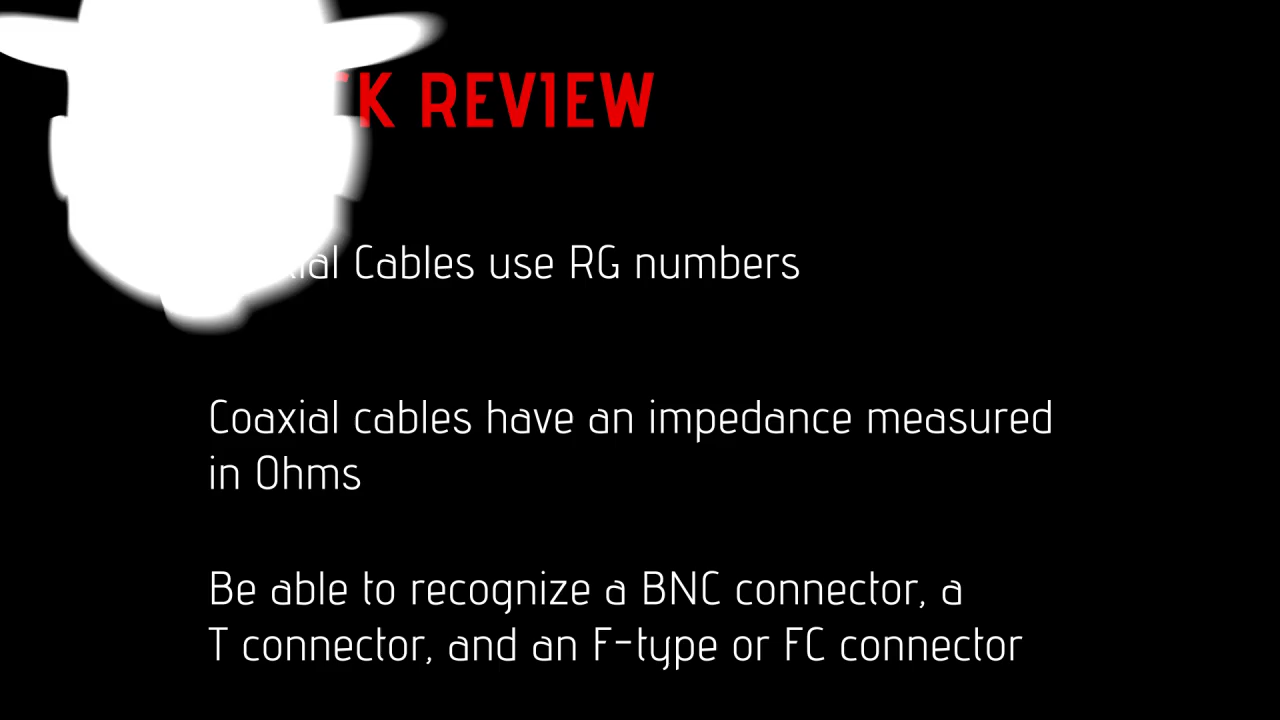 REVIEW
Cables use RG numbers
Coaxial cables have an impedance measured
in Ohms
Be able to recognize a BNC connector, a
T connector, and an F-type or FC connector